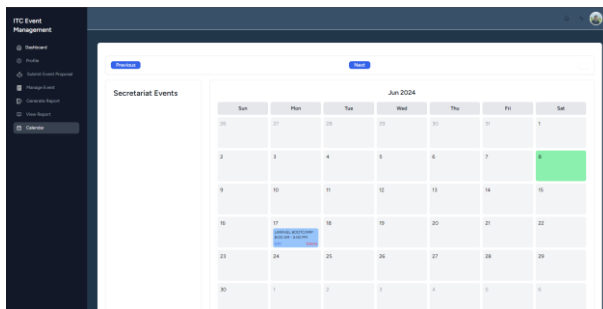 ITC Event
Management
Dashboard
Profile
Submit Event Proposal
Manage Event
Generate Report
View Report
Calendar
Previous
Next
Secretariat Events
Jun 2024
Sun Mon Tue Wed Thu Fri Sat
26 27 28 29 30 31 1
2 3 4 5 6 7 8
9 10 11 12 13 14 15
16 17 18 19 20 21 22
LARAVEL BOOTCAMP
23 24 25 26 27 28 29
30 1 2 3 4 5 6